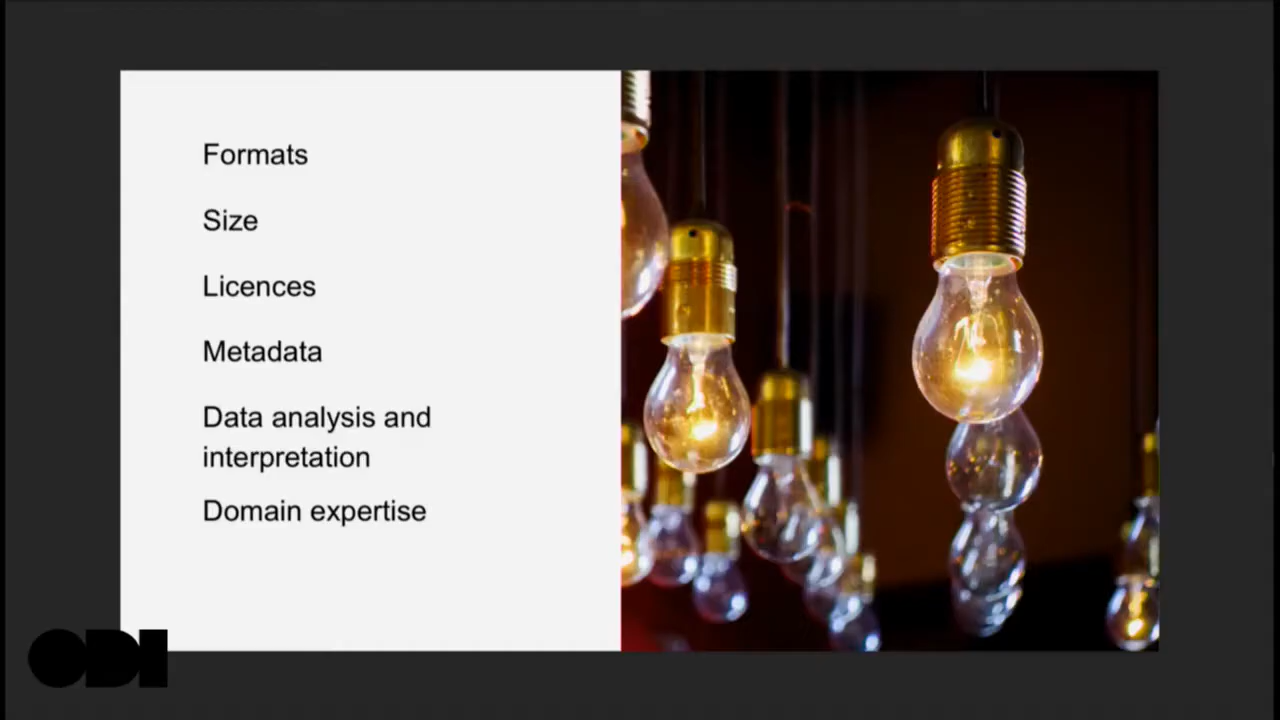 Formats
Size
Licences
Metadata
Data analysis and
interpretation
Domain expertise
ODI